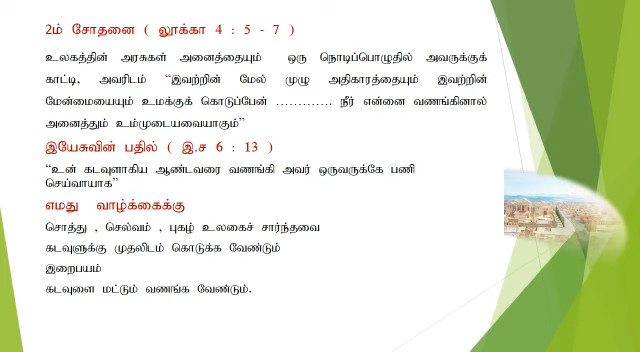 2ம் சோதனை ( லூக்கா 4 : 5 - 7 )
உலகத்தின் அரசுகள் அனைத்தையும் ஒரு நொடிப்பொழுதில் அவருக்குக்
காட்டி, அவரிடம் “இவற்றின் மேல் முழு அதிகாரத்தையும் இவற்றின்
மேன்மையையும் உமக்குக் கொடுப்பேன் …………. நீர் என்னை வணங்கினால்
அனைத்தும் உம்முடையவையாகும்”
இயேசுவின் பதில் ( இ.ச 6 : 13 )
“உன் கடவுளாகிய ஆண்டவரை வணங்கி அவர் ஒருவருக்கே பணி
செய்வாயாக”
எமது வாழ்க்கைக்கு
சொத்து , செல்வம் , புகழ் உலகைச் சார்ந்தவை
கடவுளுக்கு முதலிடம் கொடுக்க வேண்டும்
இறைபயம்
கடவுளை மட்டும் வணங்க வேண்டும்.